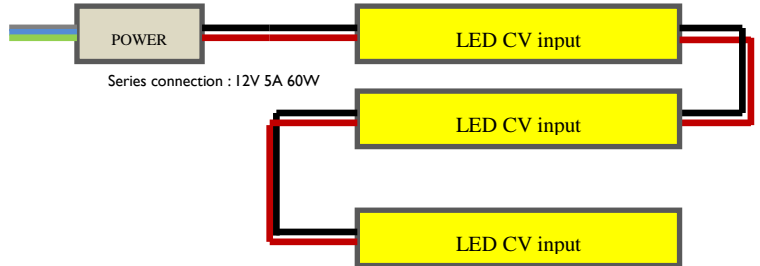 POWER
LED CV input
Series connection : 12V 5A 60W
LED CV input
LED CV input